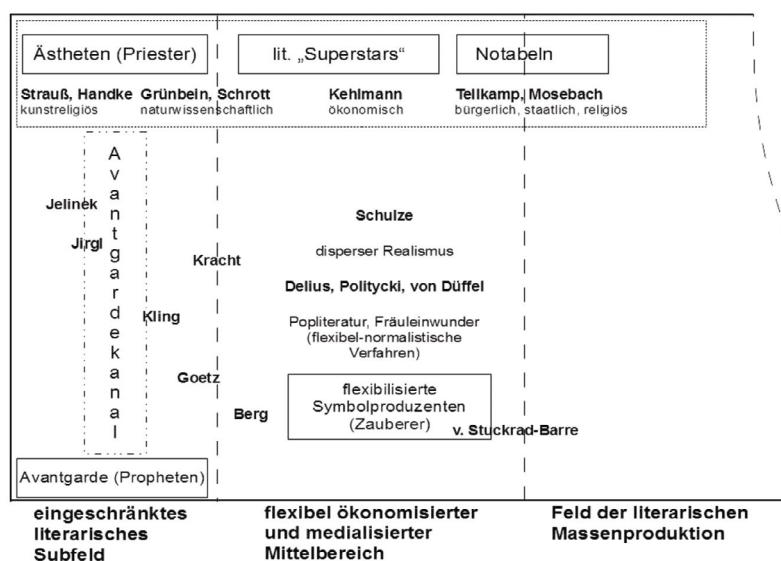 Ästheten (Priester)
lit. „Superstars“
Notabeln
Strauß, Handke
Grünbein, Schrott
Kehlmann
Tellkamp, Mosebach
kunstreligiös
naturwissenschaftlich
ökonomisch
bürgerlich, staatlich, religiös
Avantgardekanal
Jelinek
Jirgl
Kling
Kracht
Goetz
Berg
Schulze
disperser Realismus
Delius, Politycki, von Düffel
Popliteratur, Fräuleinwunder
(flexibel-normalistische
Verfahren)
flexibilisierte
Symbolproduzenten
(Zauberer)
v. Stuckrad-Barre
Avantgarde (Propheten)
eingeschränktes
literarisches
Subfeld
flexibel ökonomisierter
und medialisierter
Mittelbereich
Feld der literarischen
Massenproduktion